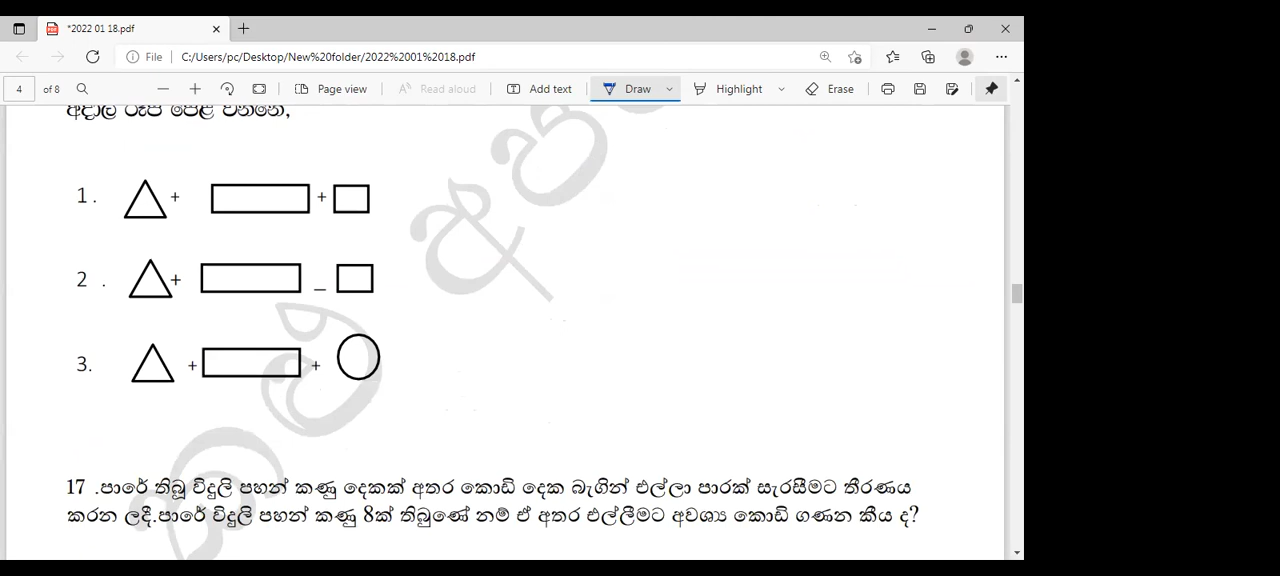 *2022 01 18.pdf
File C:/Users/pc/Desktop/New%20folder/2022%2001%2018.pdf
4 of 8 Page view Read aloud Add text Draw Highlight Erase
අදාල රූප පෙළ වන්නේ,
1. + +
2 . + _
3. + +
17 .පාරේ තිබූ විදුලි පහන් කණු දෙකක් අතර කොඩි දෙක බැගින් එල්ලා පාරක් සැරසීමට තීරණය
කරන ලදී.පාරේ විදුලි පහන් කණු 8ක් තිබුණේ නම් ඒ අතර එල්ලීමට අවශ්‍ය කොඩි ගණන කීය ද?